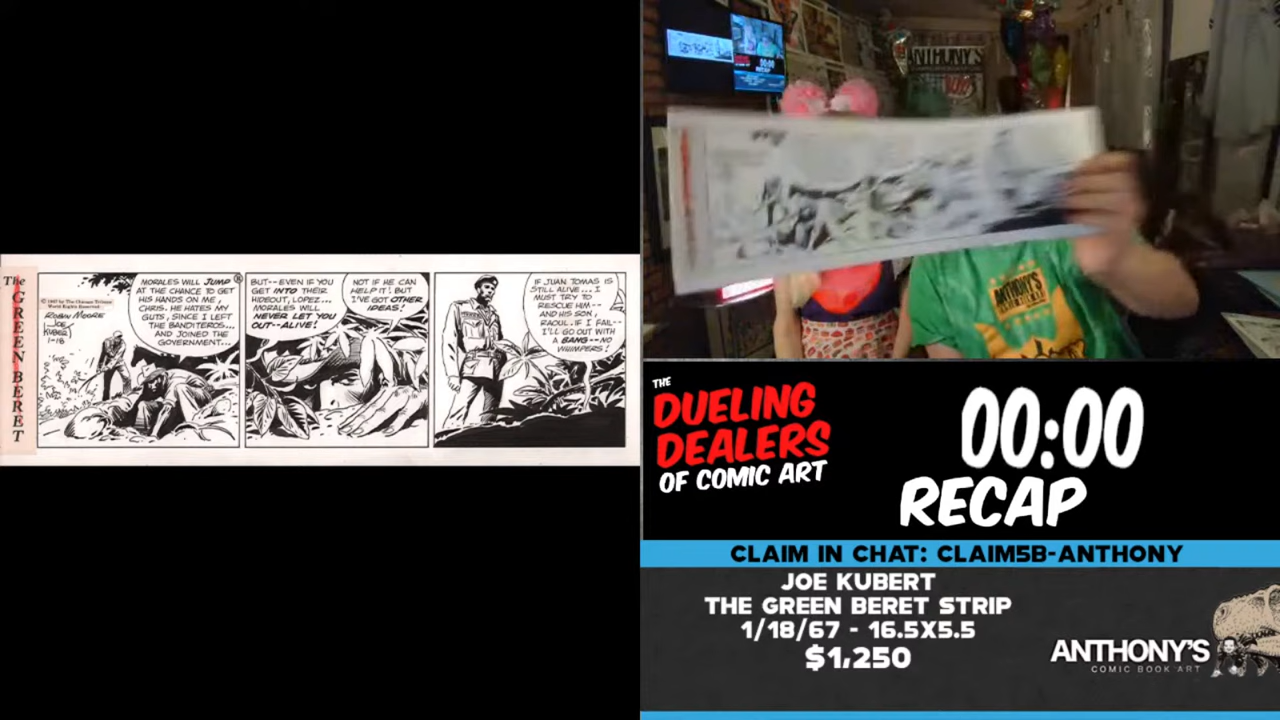 The
GREEN BERET
© 1967 by The Chicago Tribune
World Rights Reserved
ROBIN MOORE
JOE
KUBERT
1-18
MORALES WILL JUMP
AT THE CHANCE TO GET
HIS HANDS ON ME,
CHRIS. HE HATES MY
GUTS, SINCE I LEFT
THE BANDITEROS...
AND JOINED THE
GOVERNMENT...
BUT--EVEN IF YOU
GET INTO THEIR
HIDEOUT, LOPEZ...
MORALES WILL
NEVER LET YOU
OUT--ALIVE!
NOT IF HE CAN
HELP IT! BUT
I'VE GOT OTHER
IDEAS!
IF JUAN TOMAS IS
STILL ALIVE...I
MUST TRY TO
RESCUE HIM--
AND HIS SON,
RAOUL. IF I FAIL--
I'LL GO OUT WITH
A BANG--NO
WHIMPERS!
ANTHONY'S
ANTHONY'S
THE
DUELING
DEALERS
OF COMIC ART
00:00
RECAP
CLAIM IN CHAT: CLAIM5B-ANTHONY
JOE KUBERT
THE GREEN BERET STRIP
1/18/67 - 16.5X5.5
$1,250
ANTHONY'S
COMIC BOOK ART